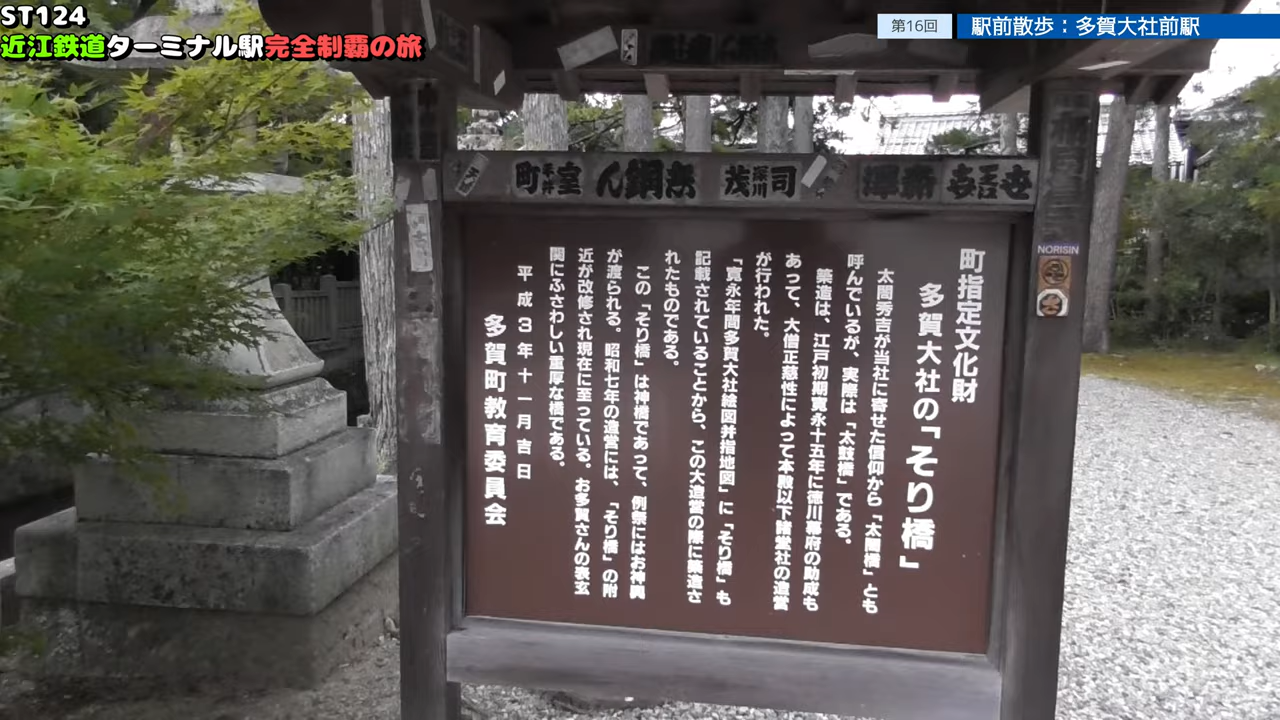 ST124
近江鉄道ターミナル駅完全制覇の旅
第16回
駅前散歩：多賀大社前駅
NORISIN
町指定文化財
多賀大社の「そり橋」
太閤秀吉が当社に寄せた信仰から「太閤橋」とも
呼んでいるが、実際は「太鼓橋」である。
築造は、江戸初期寛永十五年に徳川幕府の助成も
あって、大僧正慈性によって本殿以下諸堂社の造営
が行われた。
「寛永年間多賀大社絵図并指地図」に「そり橋」も
記載されていることから、この大造営の際に築造さ
れたものである。
この「そり橋」は神橋であって、例祭にはお神輿
が渡られる。昭和七年の造営には、「そり橋」の附
近が改修され現在に至っている。お多賀さんの表玄
関にふさわしい重厚な橋である。
平成３年十一月吉日
多賀町教育委員会